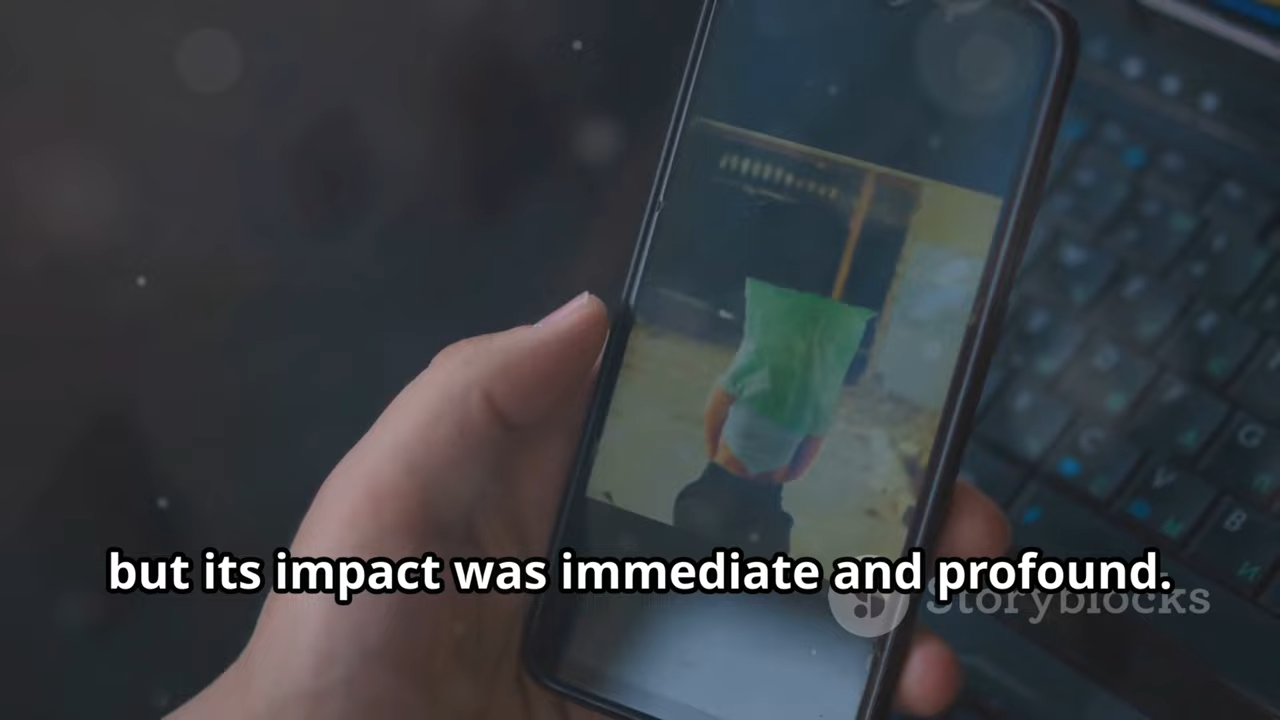 but its impact was immediate and profound.
Storyblocks
C
V
G
B
И